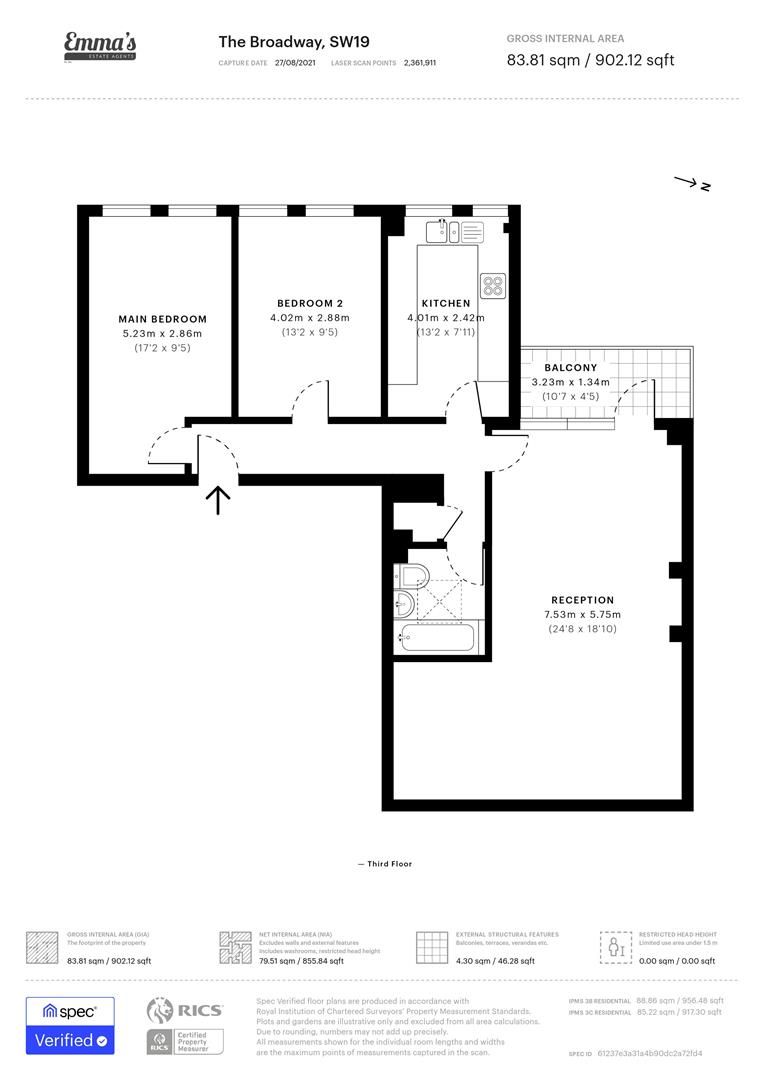 Emma's
ESTATE AGENTS
The Broadway, SW19
CAPTURE DATE 27/08/2021 LASER SCAN POINTS 2,361,911
GROSS INTERNAL AREA
83.81 sqm / 902.12 sqft
N
MAIN BEDROOM
5.23m x 2.86m
(17'2 x 9'5)
BEDROOM 2
4.02m x 2.88m
(13'2 x 9'5)
KITCHEN
4.01m x 2.42m
(13'2 x 7'11)
BALCONY
3.23m x 1.34m
(10'7 x 4'5)
RECEPTION
7.53m x 5.75m
(24'8 x 18'10)
— Third Floor
GROSS INTERNAL AREA (GIA)
The footprint of the property
83.81 sqm / 902.12 sqft
NET INTERNAL AREA (NIA)
Excludes walls and external features
Includes washrooms, restricted head height
79.51 sqm / 855.84 sqft
EXTERNAL STRUCTURAL FEATURES
Balconies, terraces, verandas etc.
4.30 sqm / 46.28 sqft
RESTRICTED HEAD HEIGHT
Limited use area under 1.5 m
0.00 sqm / 0.00 sqft
spec
Verified
RICS
RICS
Certified
Property
Measurer
Spec Verified floor plans are produced in accordance with
Royal Institution of Chartered Surveyors' Property Measurement Standards.
Plots and gardens are illustrative only and excluded from all area calculations.
Due to rounding, numbers may not add up precisely.
All measurements shown for the individual room lengths and widths
are the maximum points of measurements captured in the scan.
IPMS 3B RESIDENTIAL 88.86 sqm / 956.48 sqft
IPMS 3C RESIDENTIAL 85.22 sqm / 917.30 sqft
SPEC ID 61237e3a31a4b90dc2a72fd4